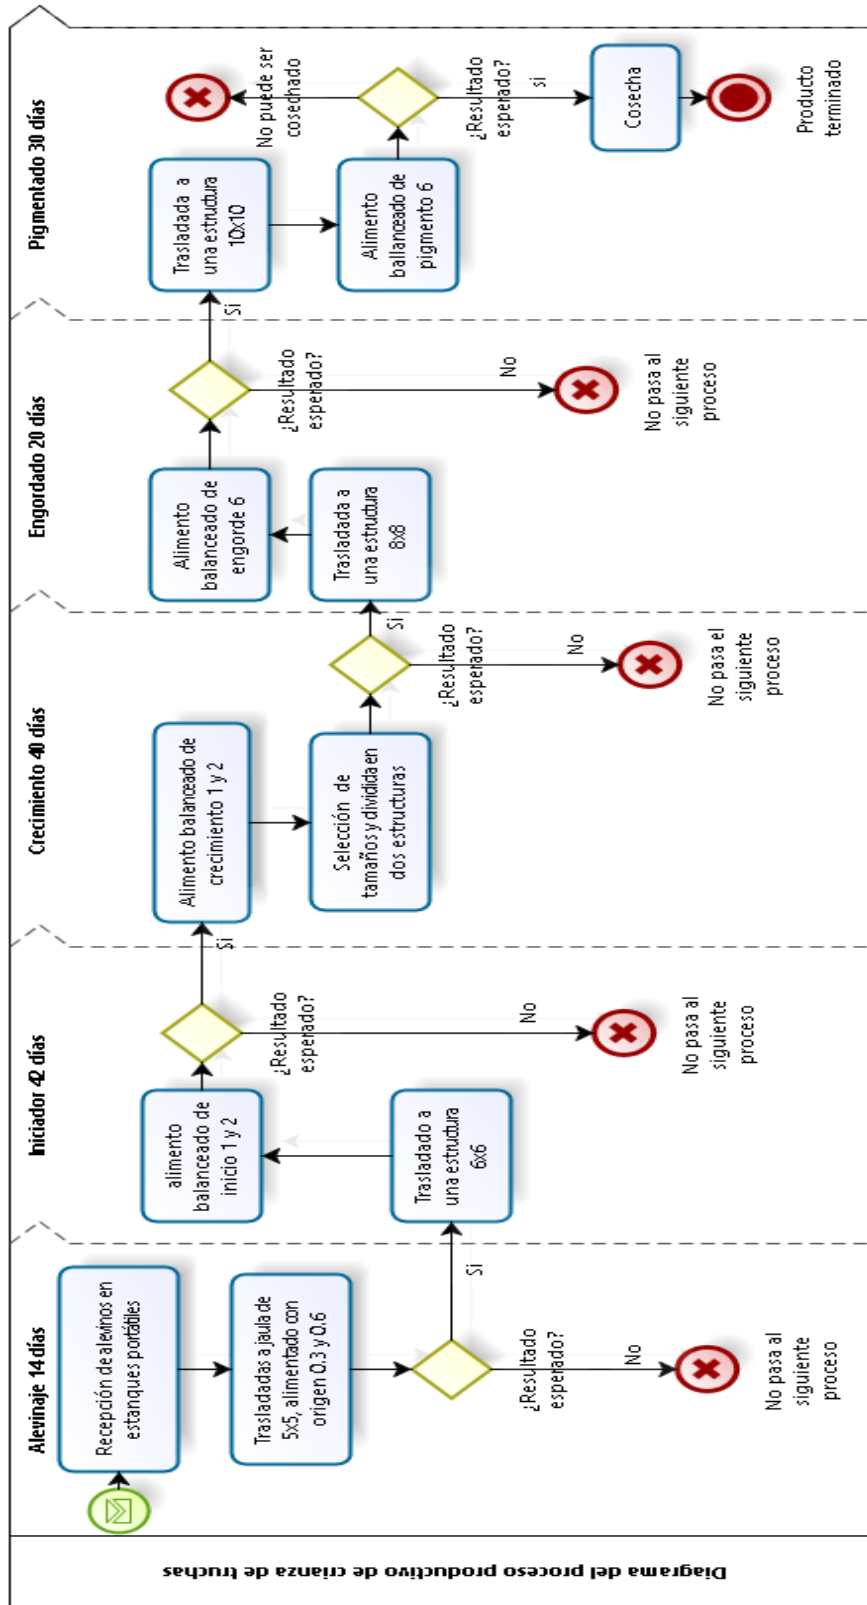 Diagrama del proceso productivo de crianza de truchas
Alevinaje 14 días
Recepción de alevinos en
estanques portátiles
Trasladadas a jaula de
5x5, alimentado con
origen 0.3 y 0.6
¿Resultado
esperado?
Si
No
No pasa al
siguiente
proceso
Iniciador 42 días
Trasladado a
una estructura
6x6
alimento
balanceado de
inicio 1 y 2
¿Resultado
esperado?
Si
No
No pasa al
siguiente
proceso
Crecimiento 40 días
Alimento balanceado de
crecimiento 1 y 2
Selección de
tamaños y dividida en
dos estructuras
¿Resultado
esperado?
Si
No
No pasa el
siguiente
proceso
Engordado 20 días
Trasladada a
una estructura
8x8
Alimento
balanceado de
engorde 6
¿Resultado
esperado?
Si
No
No pasa al
siguiente
proceso
Pigmentado 30 días
Trasladada a
una estructura
10x10
Alimento
ballanceado de
pigmento 6
¿Resultado
esperado?
No puede ser
cosechado
si
Cosecha
Producto
terminado